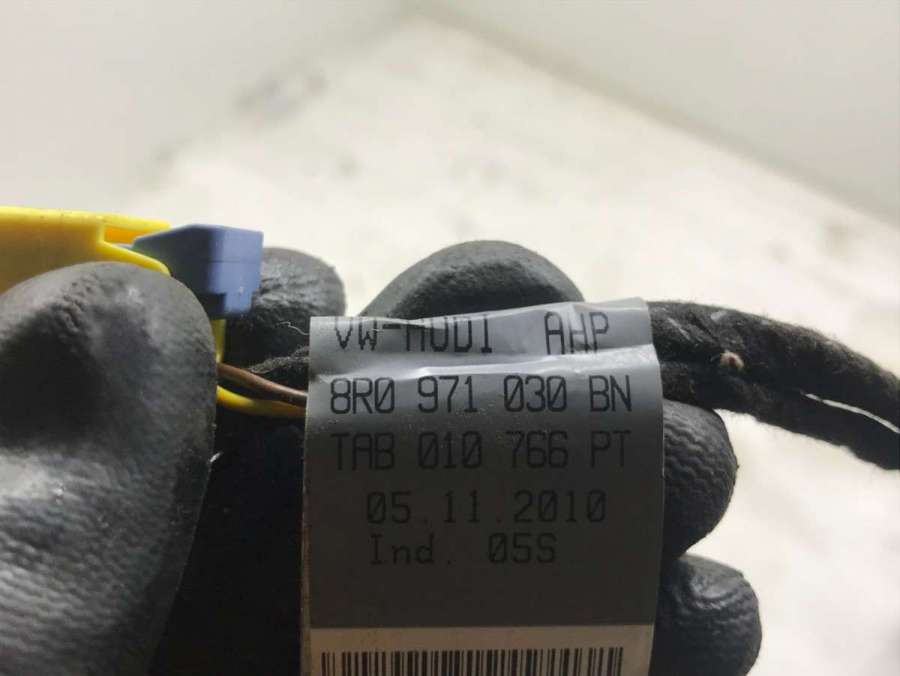 VW-AUDI AHP
8R0 971 030 BN
TAB 010 766 PT
05.11.2010
Ind. 05S